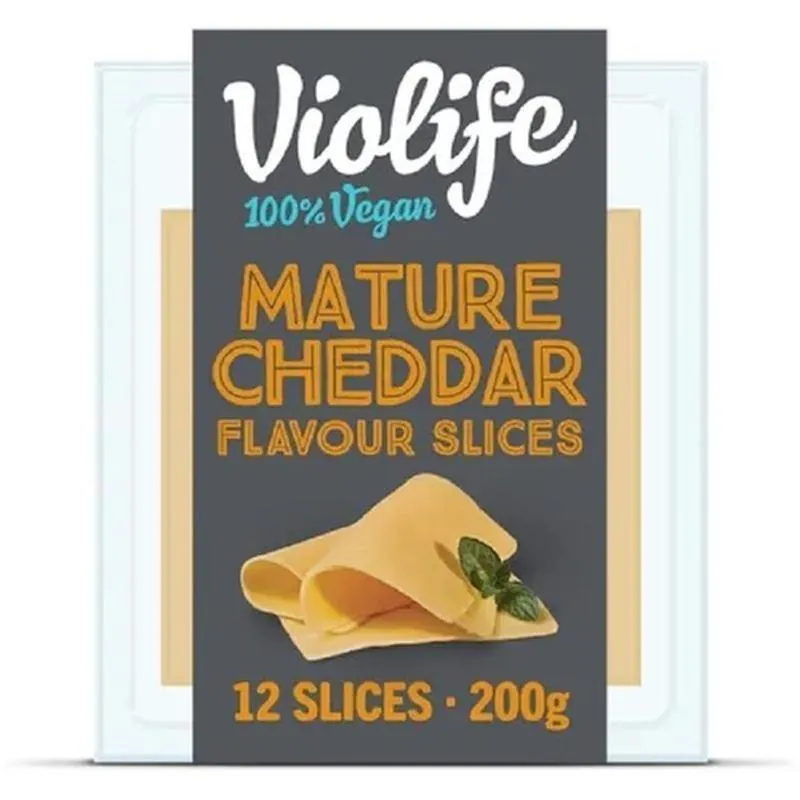 Violife
100% Vegan
MATURE
CHEDDAR
FLAVOUR SLICES
12 SLICES · 200g